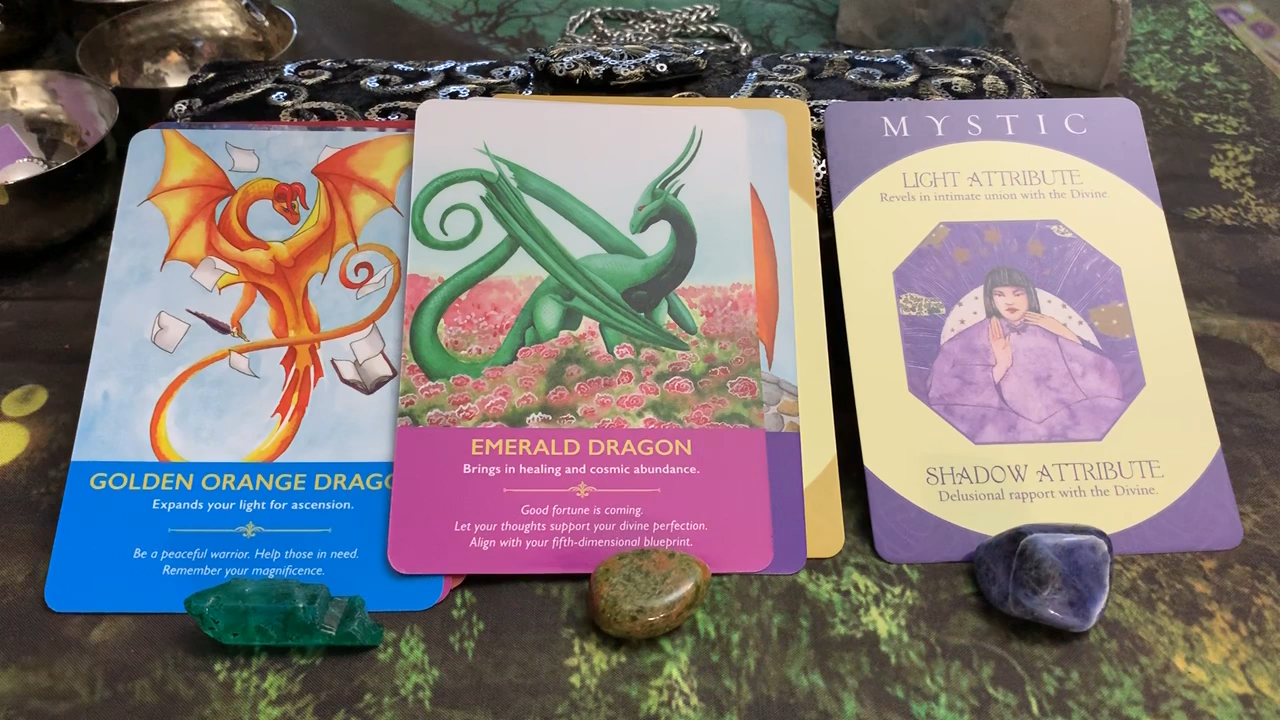 GOLDEN ORANGE DRAGO
Expands your light for ascension.
Be a peaceful warrior. Help those in need.
Remember your magnificence.
EMERALD DRAGON
Brings in healing and cosmic abundance.
Good fortune is coming.
Let your thoughts support your divine perfection.
Align with your fifth-dimensional blueprint.
MYSTIC
LIGHT ATTRIBUTE
Revels in intimate union with the Divine.
SHADOW ATTRIBUTE
Delusional rapport with the Divine.